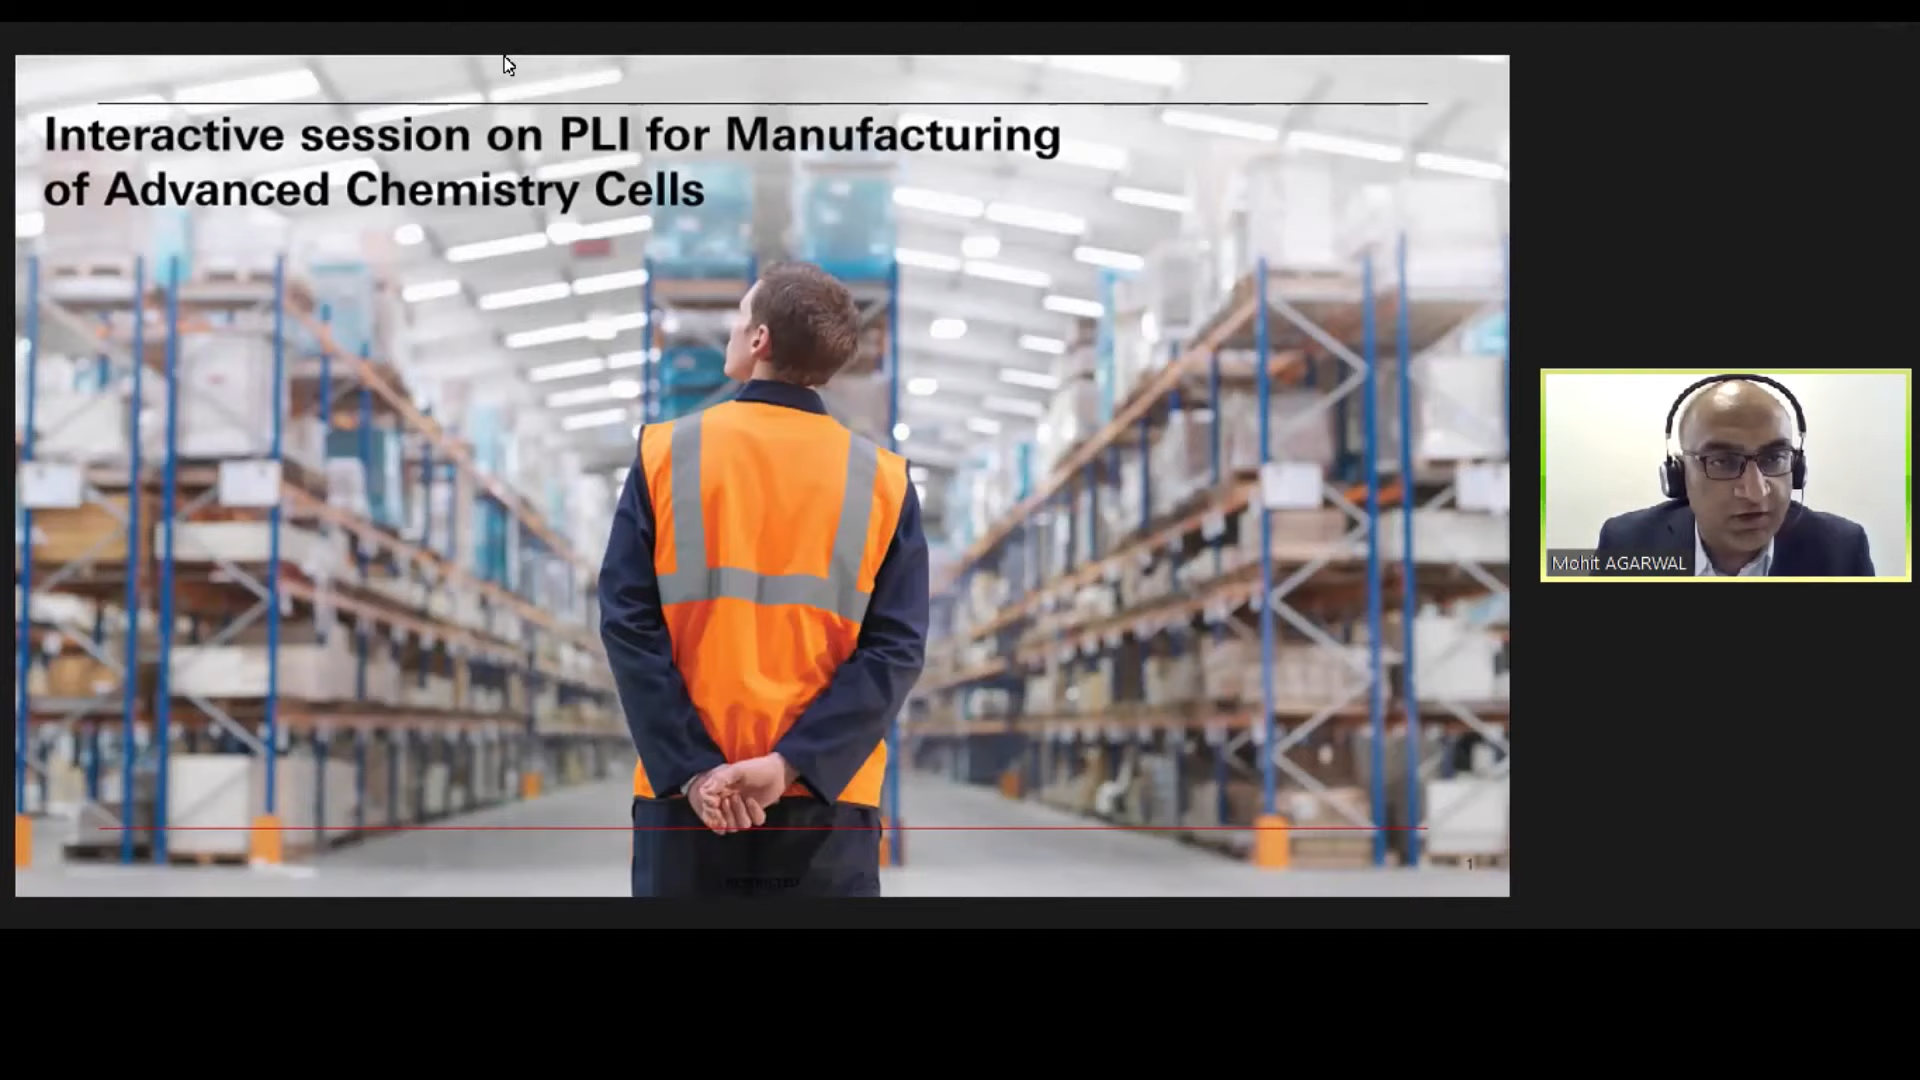 Interactive session on PLI for Manufacturing
of Advanced Chemistry Cells
Mohit AGARWAL
1